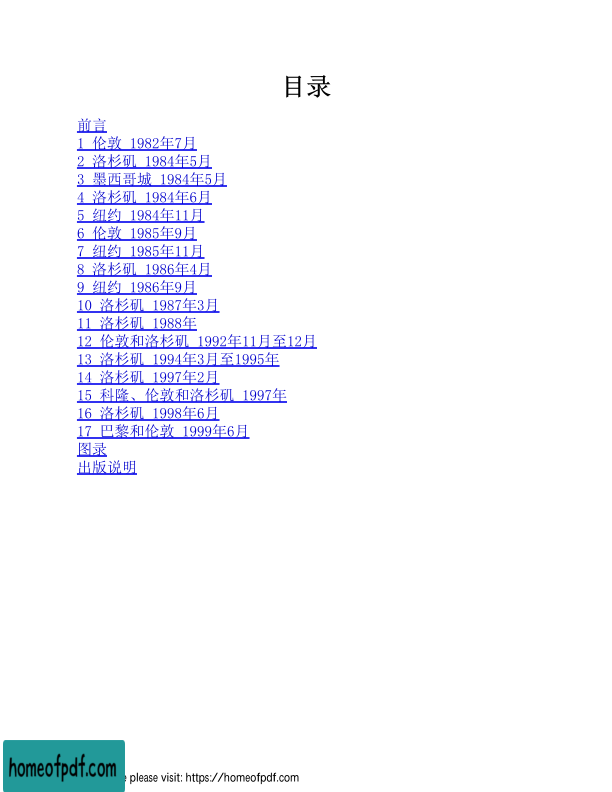 目录
前言
1 伦敦 1982年7月
2 洛杉矶 1984年5月
3 墨西哥城 1984年5月
4 洛杉矶 1984年6月
5 纽约 1984年11月
6 伦敦 1985年9月
7 纽约 1985年11月
8 洛杉矶 1986年4月
9 纽约 1986年9月
10 洛杉矶 1987年3月
11 洛杉矶 1988年
12 伦敦和洛杉矶 1992年11月至12月
13 洛杉矶 1994年3月至1995年
14 洛杉矶 1997年2月
15 科隆、伦敦和洛杉矶 1997年
16 洛杉矶 1998年6月
17 巴黎和伦敦 1999年6月
图录
出版说明
homeofpdf.com please visit: https://homeofpdf.com